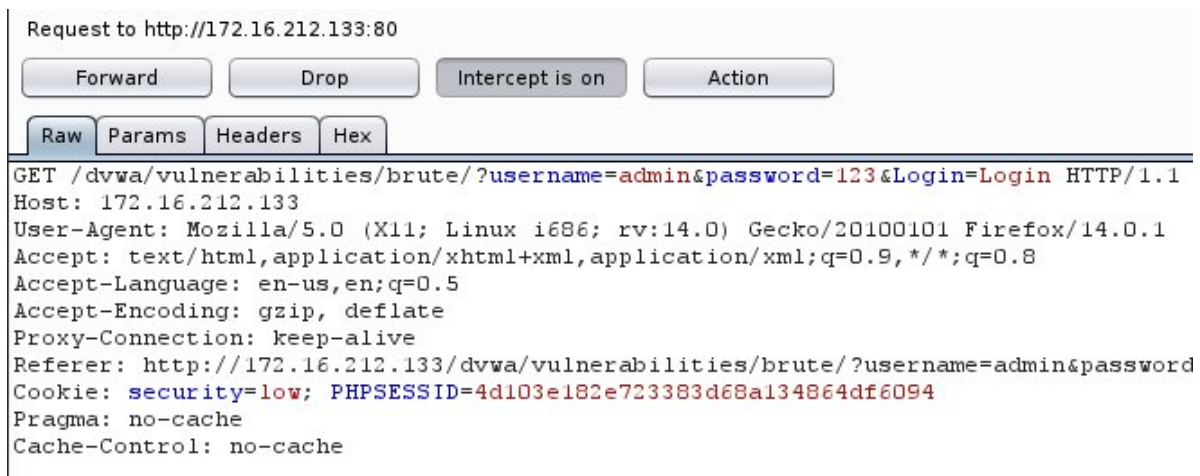 Request to http://172.16.212.133:80
Forward Drop Intercept is on Action
Raw Params Headers Hex
GET /dvwa/vulnerabilities/brute/?username=admin&password=123&Login=Login HTTP/1.1
Host: 172.16.212.133
User-Agent: Mozilla/5.0 (X11; Linux i686; rv:14.0) Gecko/20100101 Firefox/14.0.1
Accept: text/html,application/xhtml+xml,application/xml;q=0.9,*/*;q=0.8
Accept-Language: en-us,en;q=0.5
Accept-Encoding: gzip, deflate
Proxy-Connection: keep-alive
Referer: http://172.16.212.133/dvwa/vulnerabilities/brute/?username=admin&password
Cookie: security=low; PHPSESSID=4d103e182e723383d68a134864df6094
Pragma: no-cache
Cache-Control: no-cache